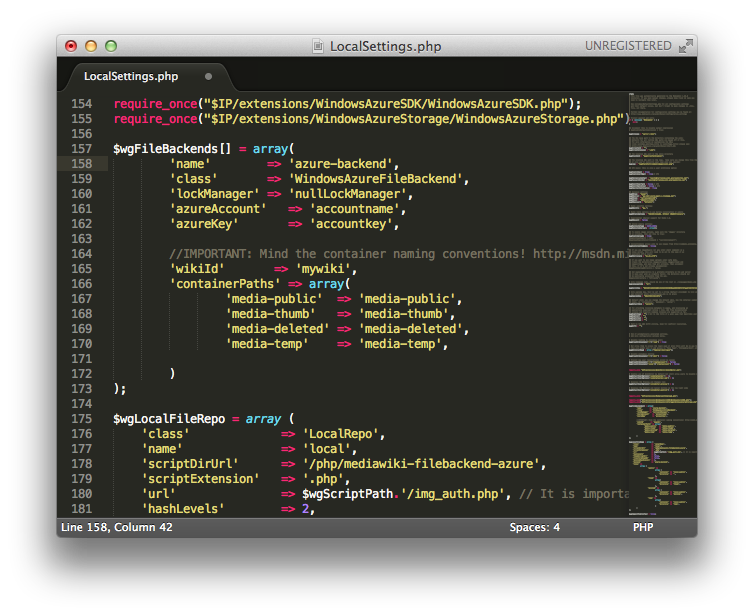 LocalSettings.php
UNREGISTERED
LocalSettings.php
154 require_once("$IP/extensions/WindowsAzureSDK/WindowsAzureSDK.php");
155 require_once("$IP/extensions/WindowsAzureStorage/WindowsAzureStorage.php")
156
157 $wgFileBackends[] = array(
158 'name' => 'azure-backend',
159 'class' => 'WindowsAzureFileBackend',
160 'lockManager' => 'nullLockManager',
161 'azureAccount' => 'accountname',
162 'azureKey' => 'accountkey',
163
164 //IMPORTANT: Mind the container naming conventions! http://msdn.mi
165 'wikiId' => 'mywiki',
166 'containerPaths' => array(
167 'media-public' => 'media-public',
168 'media-thumb' => 'media-thumb',
169 'media-deleted' => 'media-deleted',
170 'media-temp' => 'media-temp',
171
172 )
173 );
174
175 $wgLocalFileRepo = array (
176 'class' => 'LocalRepo',
177 'name' => 'local',
178 'scriptDirUrl' => '/php/mediawiki-filebackend-azure',
179 'scriptExtension' => '.php',
180 'url' => $wgScriptPath.'/img_auth.php', // It is importa
181 'hashLevels' => 2,
Line 158, Column 42
Spaces: 4
PHP